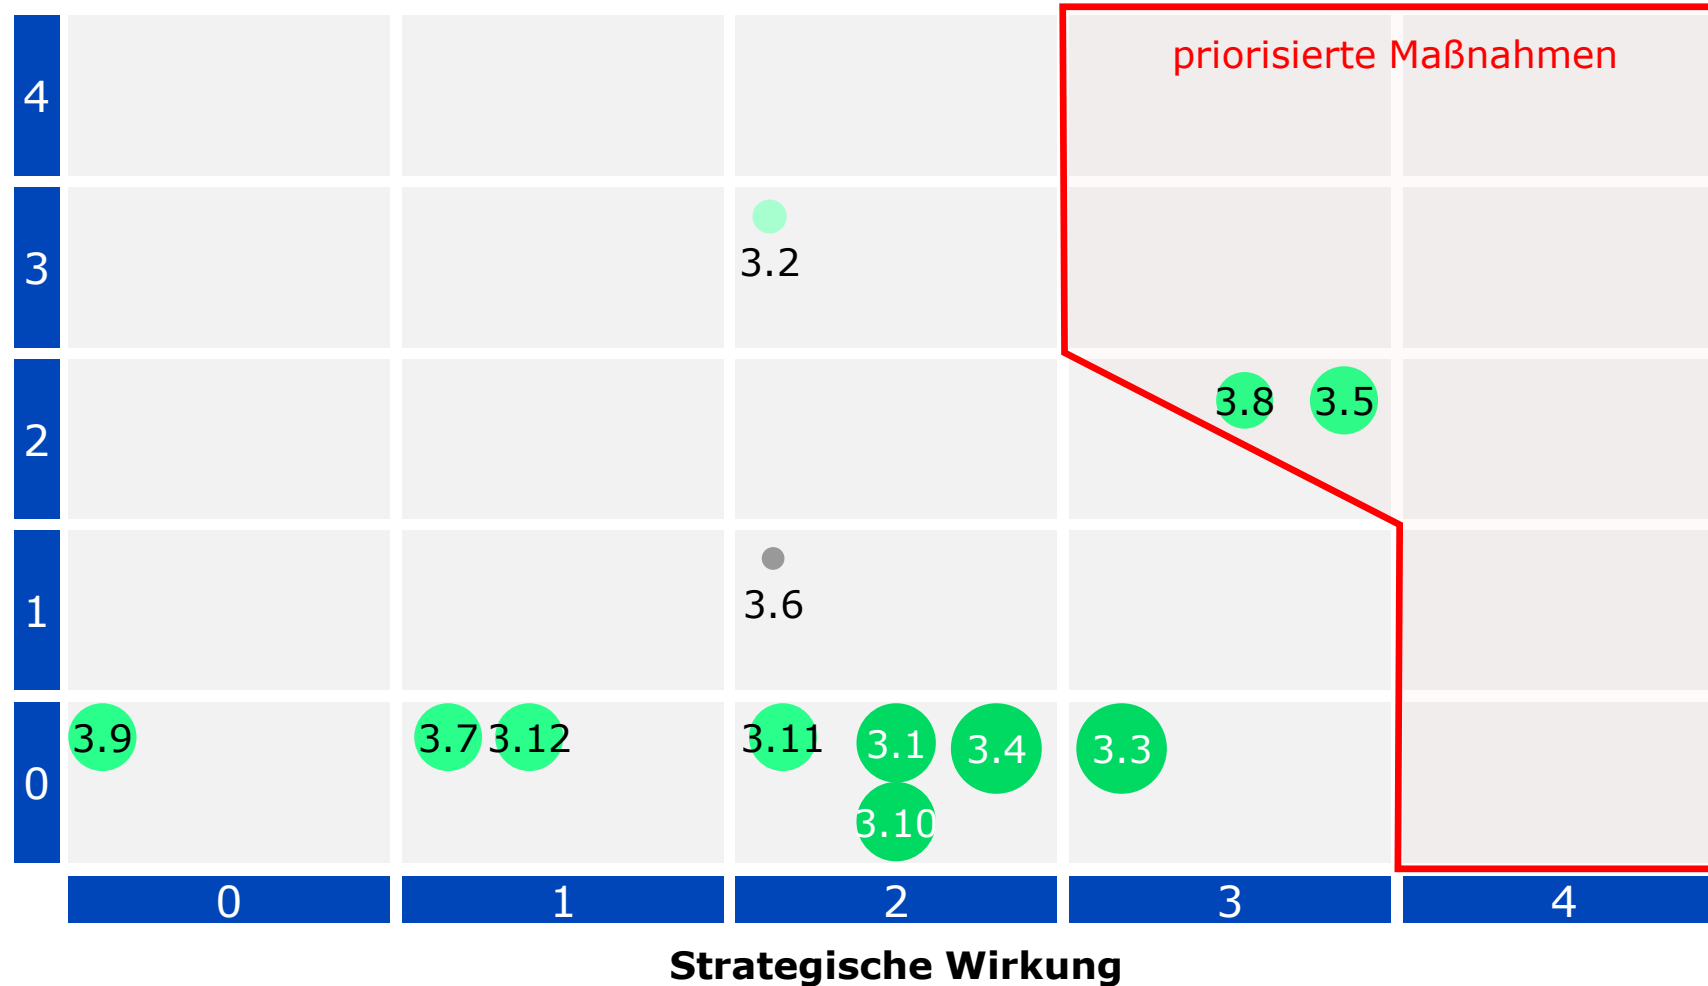 priorisierte Maßnahmen
4
3
3.2
2
3.8 3.5
1
3.6
0
3.9 3.7 3.12 3.11 3.1 3.4 3.3
3.10
0 1 2 3 4
Strategische Wirkung